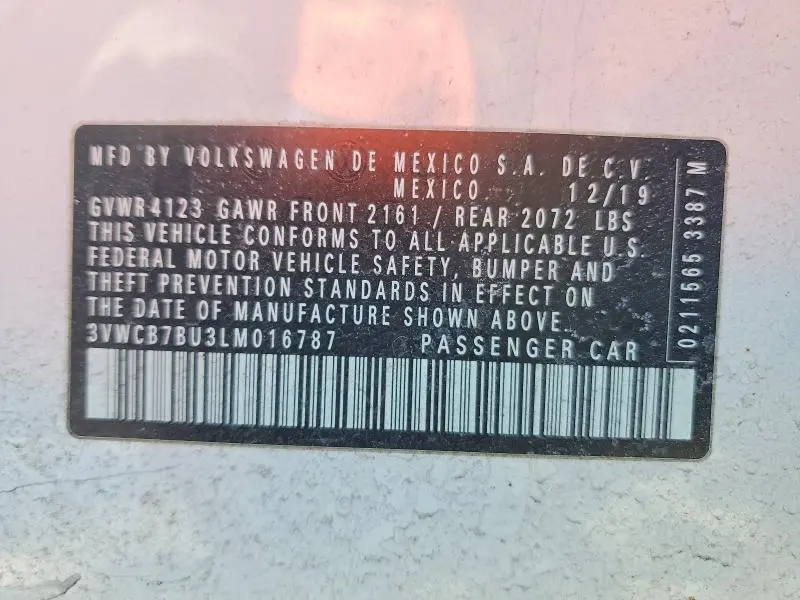 MFD BY VOLKSWAGEN DE MEXICO S.A. DE C.V.
MEXICO 12/19
GVWR 4123 GAWR FRONT 2161 / REAR 2072 LBS
THIS VEHICLE CONFORMS TO ALL APPLICABLE U.S.
FEDERAL MOTOR VEHICLE SAFETY, BUMPER AND
THEFT PREVENTION STANDARDS IN EFFECT ON
THE DATE OF MANUFACTURE SHOWN ABOVE.
3VWCB7BU3LM016787 PASSENGER CAR
0211565 3387 M